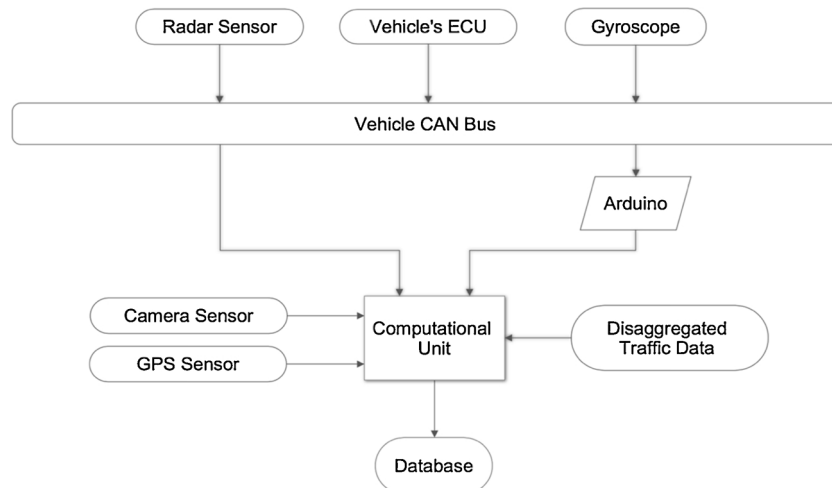 Radar Sensor
Vehicle's ECU
Gyroscope
Vehicle CAN Bus
Arduino
Camera Sensor
GPS Sensor
Computational
Unit
Disaggregated
Traffic Data
Database